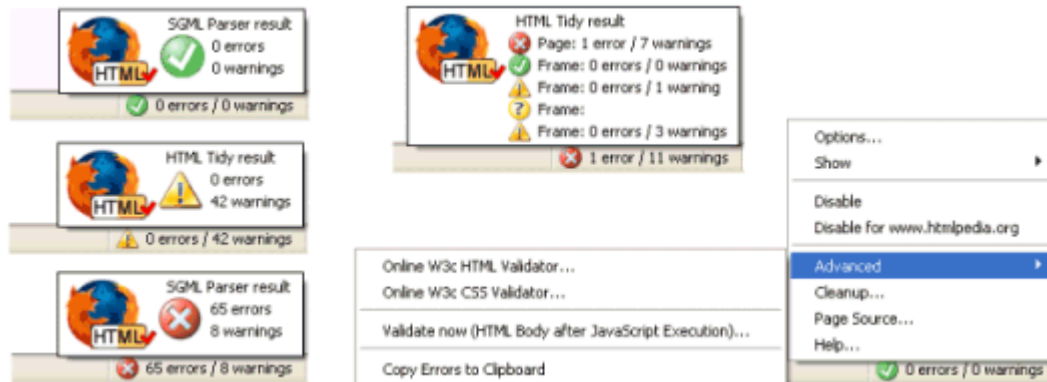 SGML Parser result
0 errors
0 warnings
HTML
0 errors / 0 warnings
HTML Tidy result
0 errors
42 warnings
HTML
0 errors / 42 warnings
SGML Parser result
65 errors
8 warnings
HTML
65 errors / 8 warnings
HTML Tidy result
Page: 1 error / 7 warnings
HTML
Frame: 0 errors / 0 warnings
Frame: 0 errors / 1 warning
Frame:
Frame: 0 errors / 3 warnings
1 error / 11 warnings
Online W3c HTML Validator...
Online W3c CSS Validator...
Validate now (HTML Body after JavaScript Execution)...
Copy Errors to Clipboard
Options...
Show
Disable
Disable for www.htmlpedia.org
Advanced
Cleanup...
Page Source...
Help...
0 errors / 0 warnings